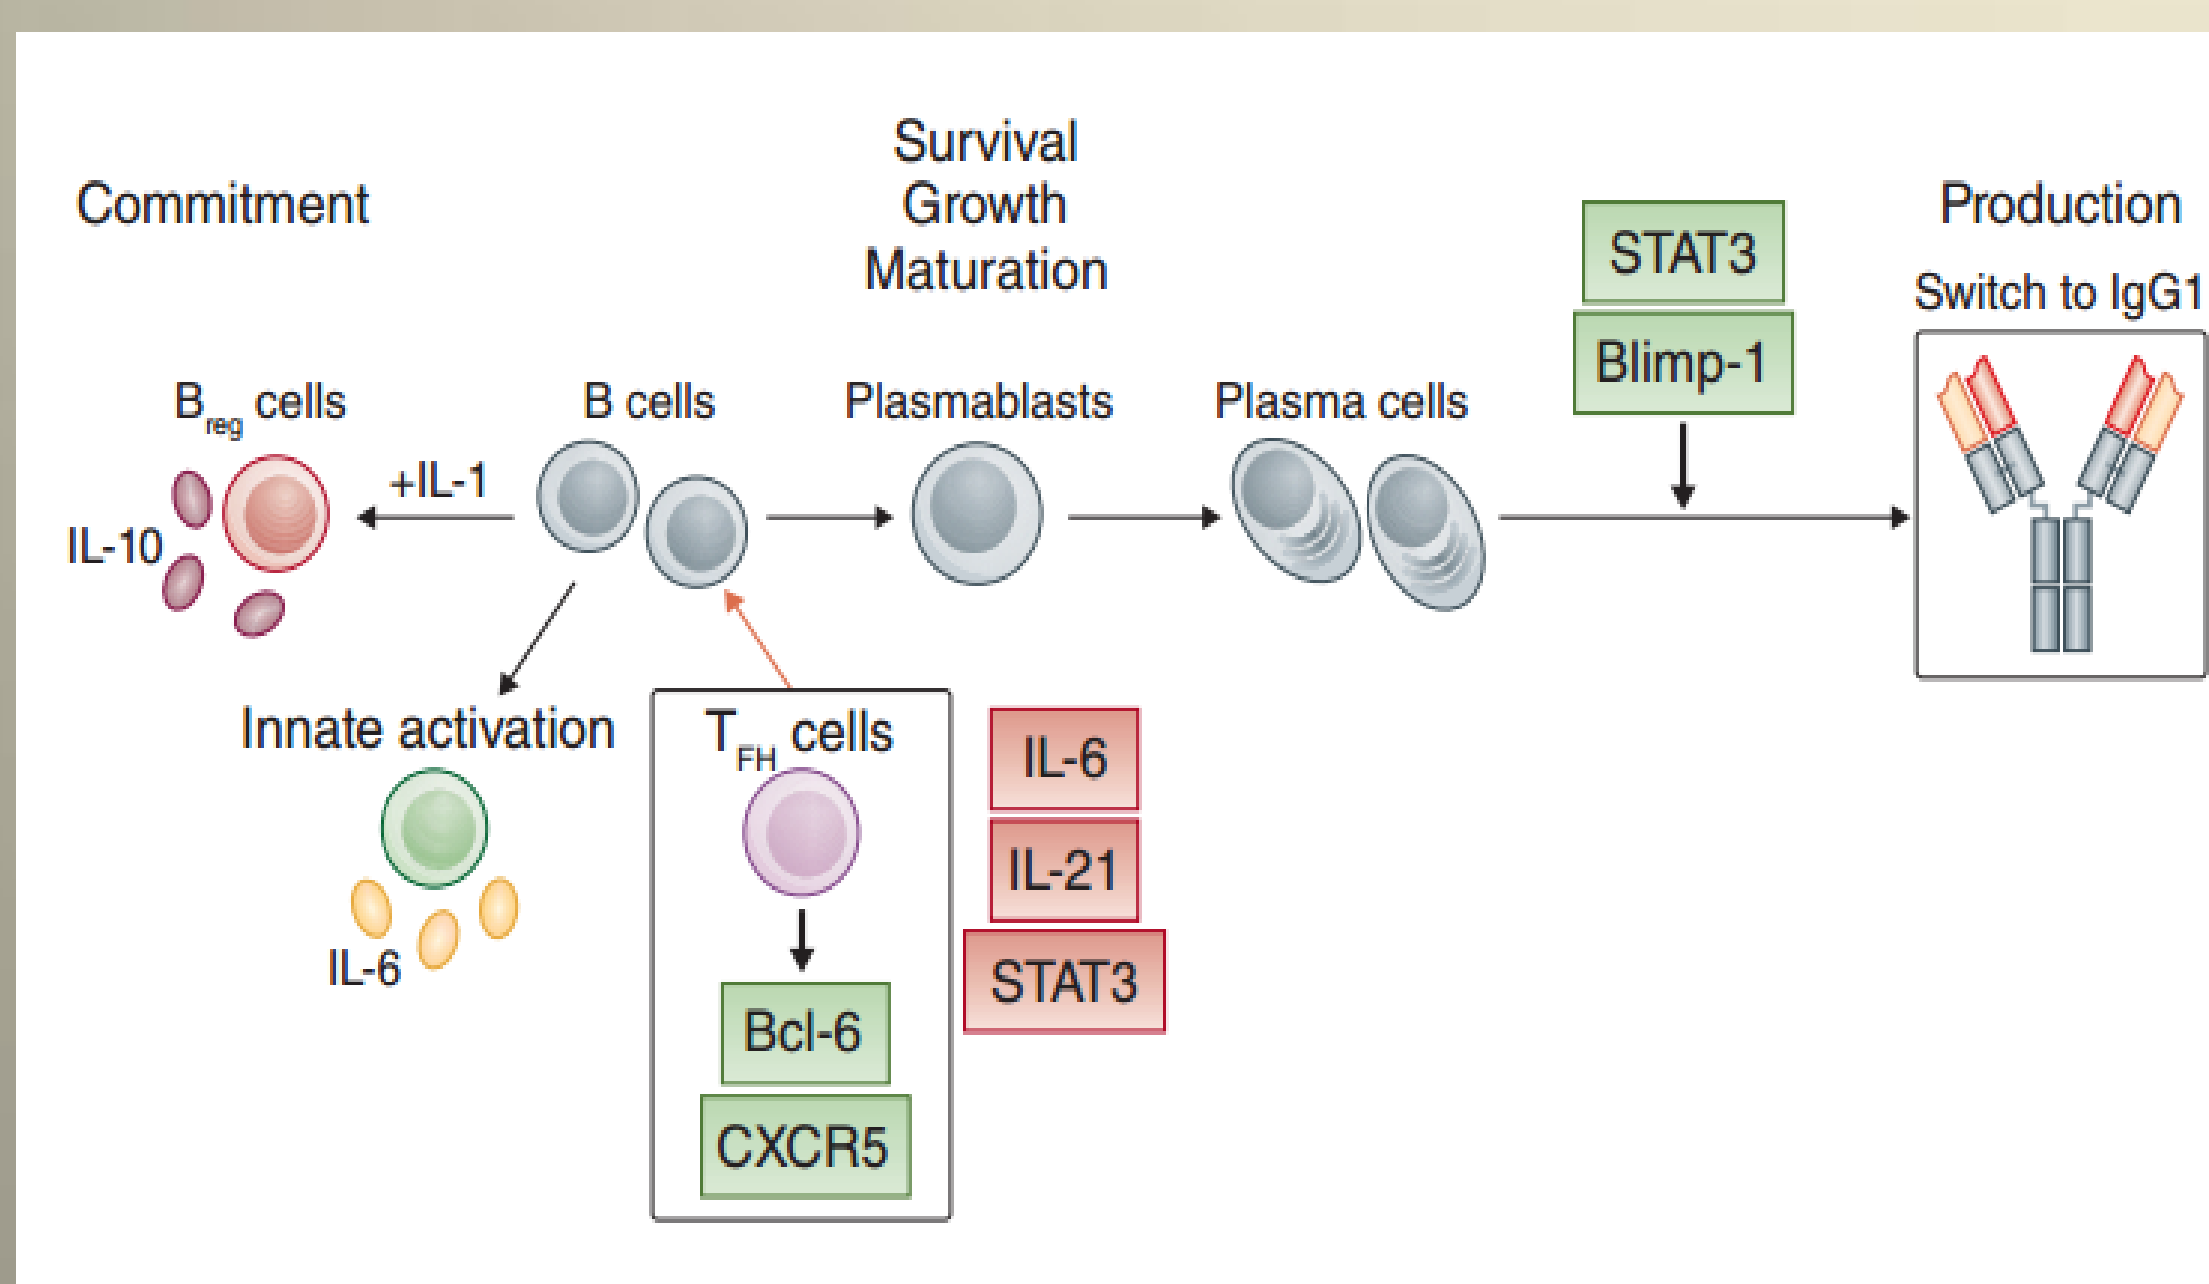 Commitment
Survival
Growth
Maturation
STAT3
Blimp-1
Production
Switch to IgG1
Breg cells
B cells
Plasmablasts
Plasma cells
+IL-1
IL-10
Innate activation
IL-6
TFH cells
Bcl-6
CXCR5
IL-6
IL-21
STAT3